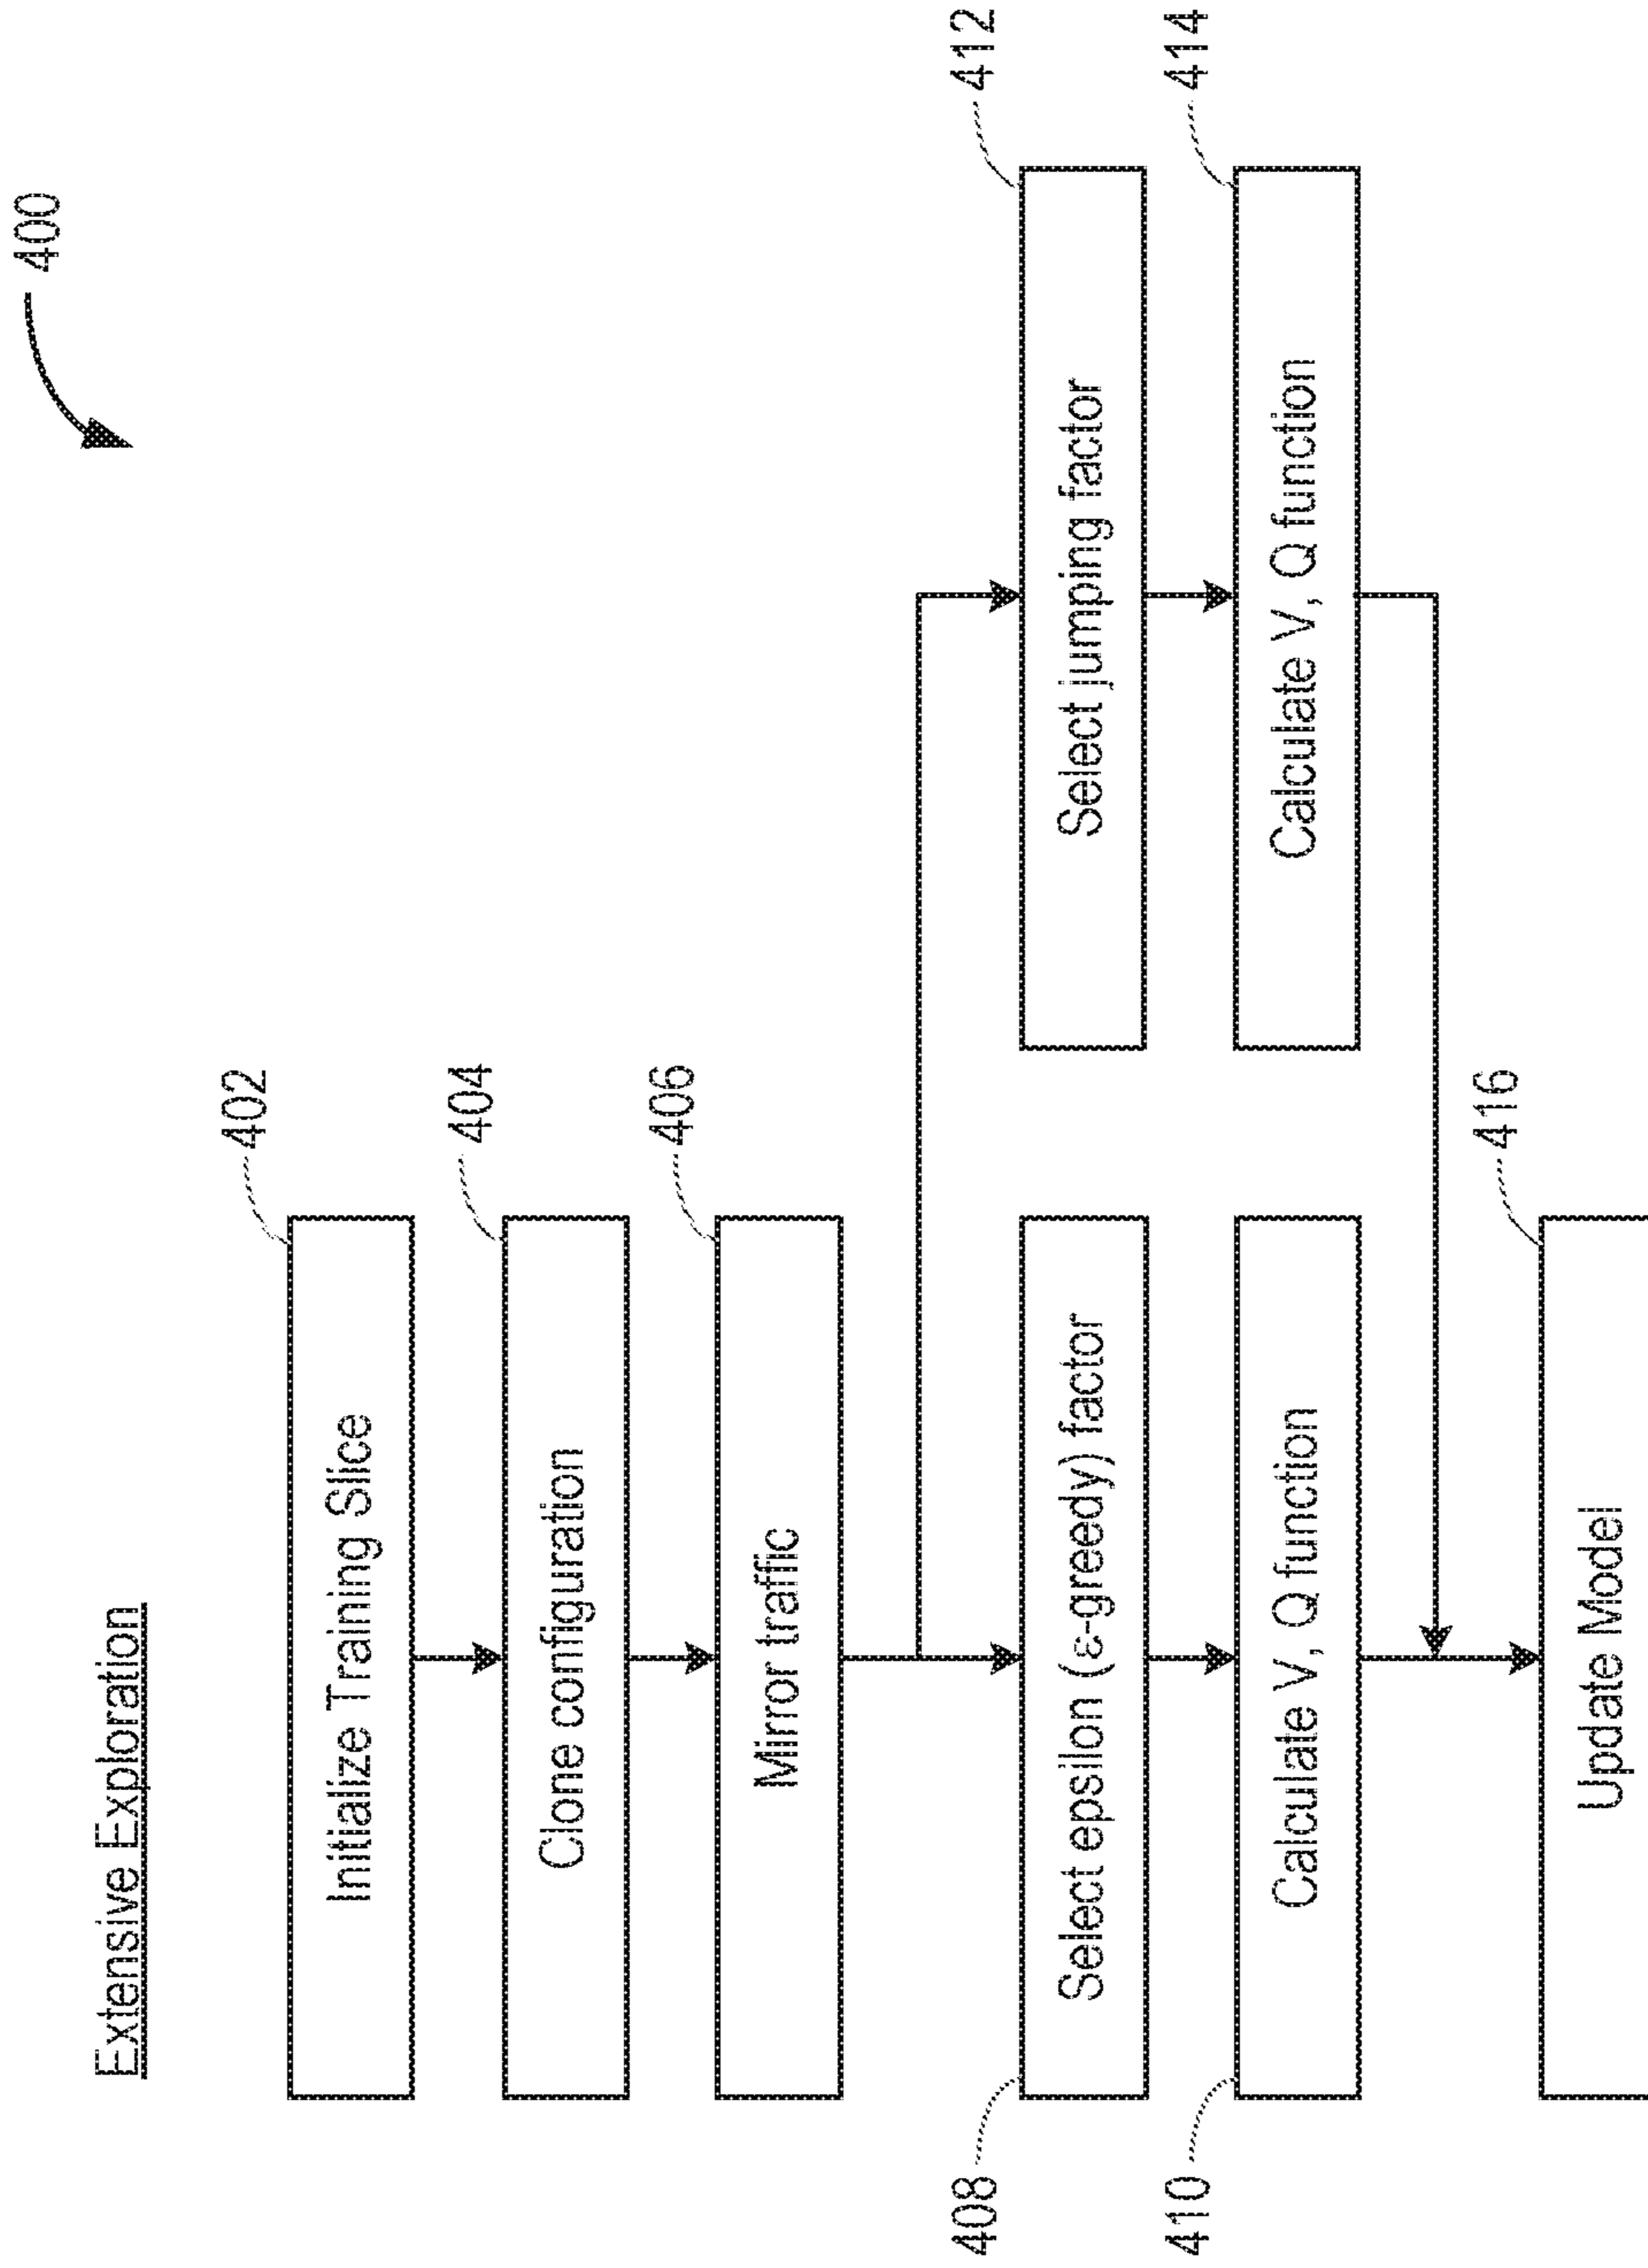 Extensive Exploration
400
402
Initialize Training Slice
404
Clone configuration
406
Mirror traffic
408
Select epsilon (ε-greedy) factor
412
Select jumping factor
410
Calculate V, Q function
414
Calculate V, Q function
416
Update Model